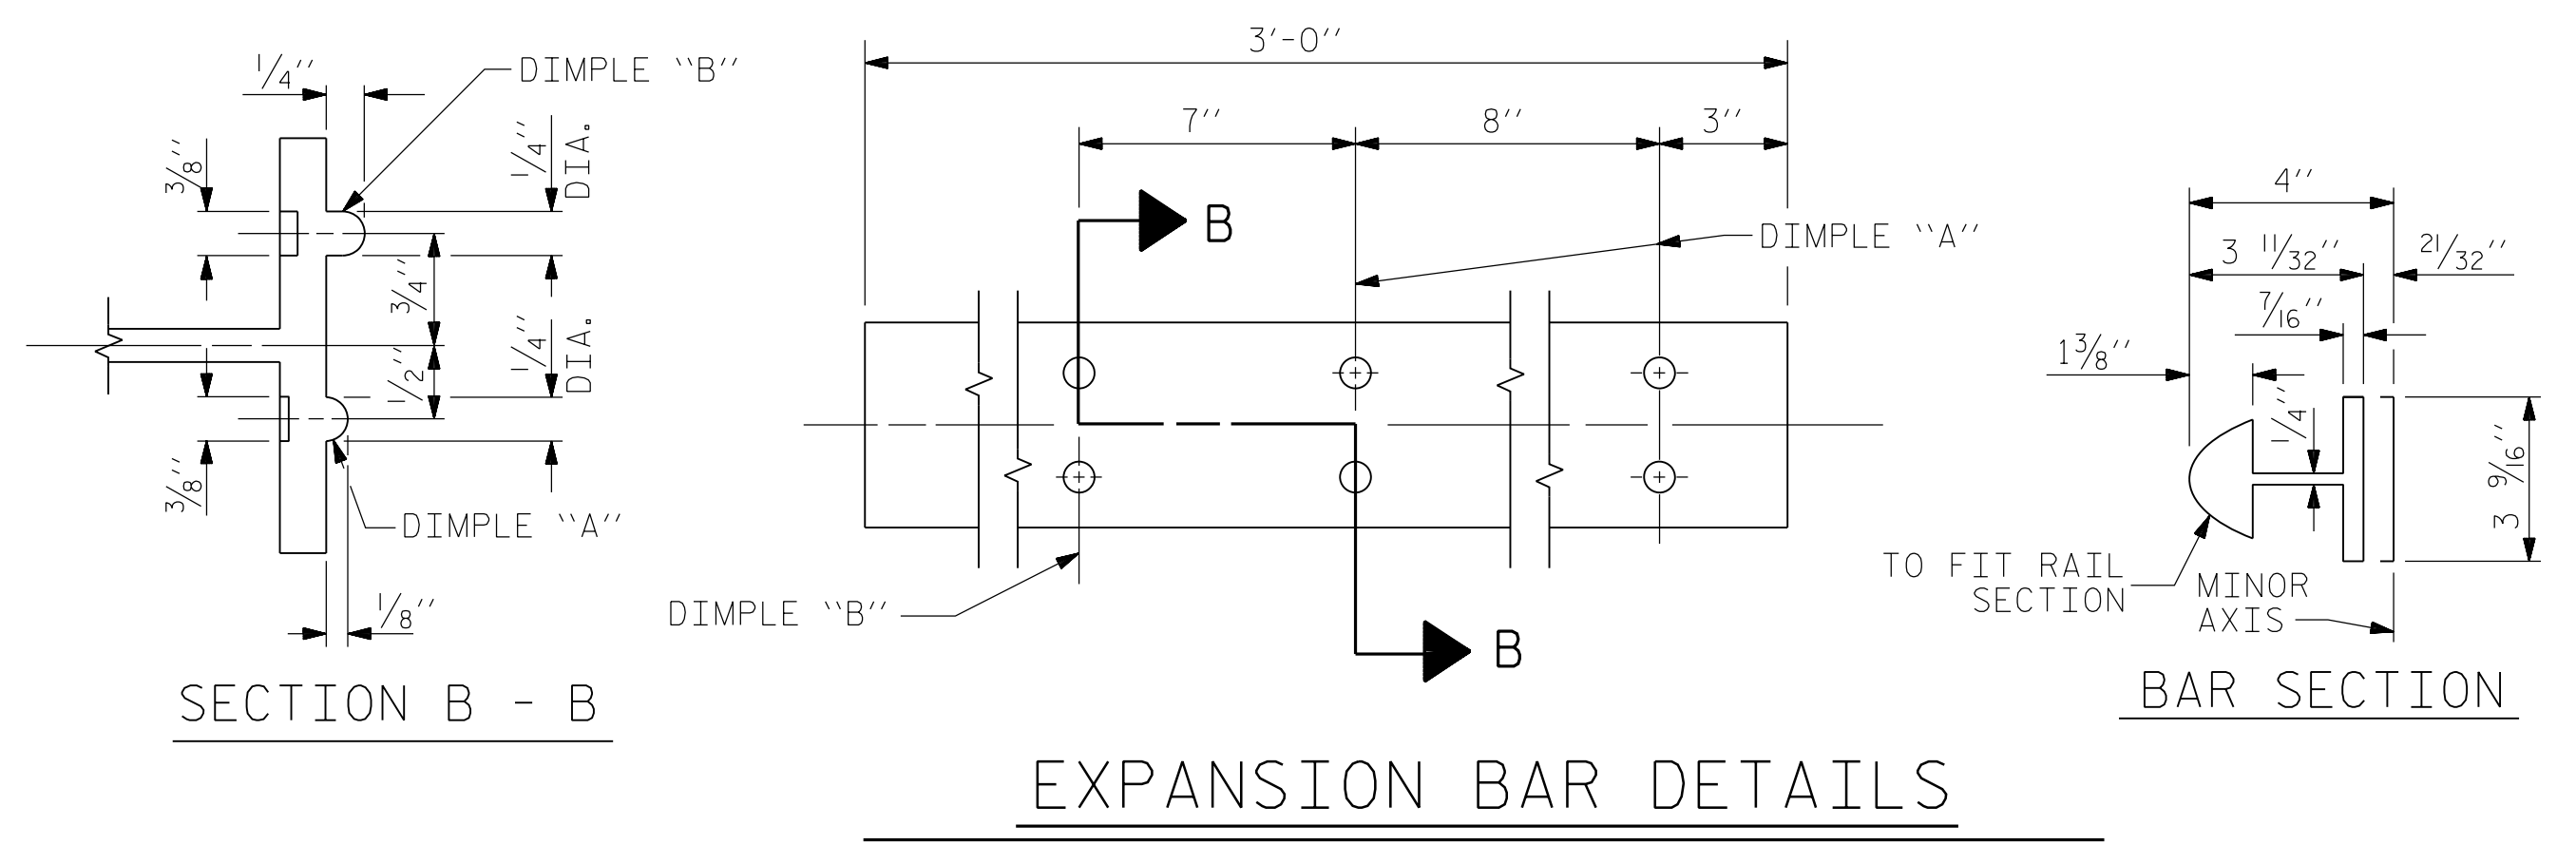 1/4''
DIMPLE "B"
3/8''
1/4'' DIA.
3/4''
1/2''
1/4'' DIA.
3/8''
DIMPLE "A"
1/8''
SECTION B - B
3'-0''
7''
8''
3''
B
DIMPLE "A"
DIMPLE "B"
B
EXPANSION BAR DETAILS
4''
3 11/32''
21/32''
7/16''
1 3/8''
1/4''
3 9/16''
TO FIT RAIL
SECTION
MINOR
AXIS
BAR SECTION